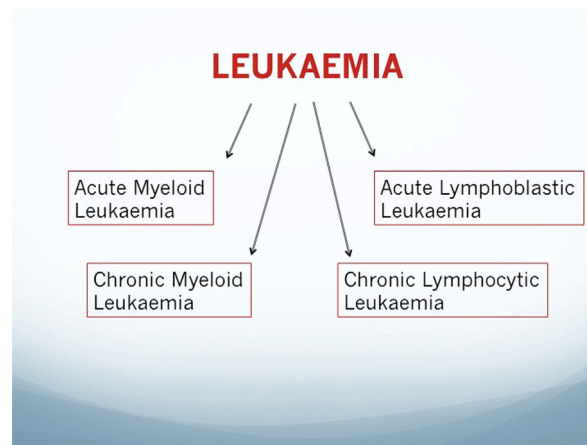 LEUKAEMIA
Acute Myeloid
Leukaemia
Acute Lymphoblastic
Leukaemia
Chronic Myeloid
Leukaemia
Chronic Lymphocytic
Leukaemia